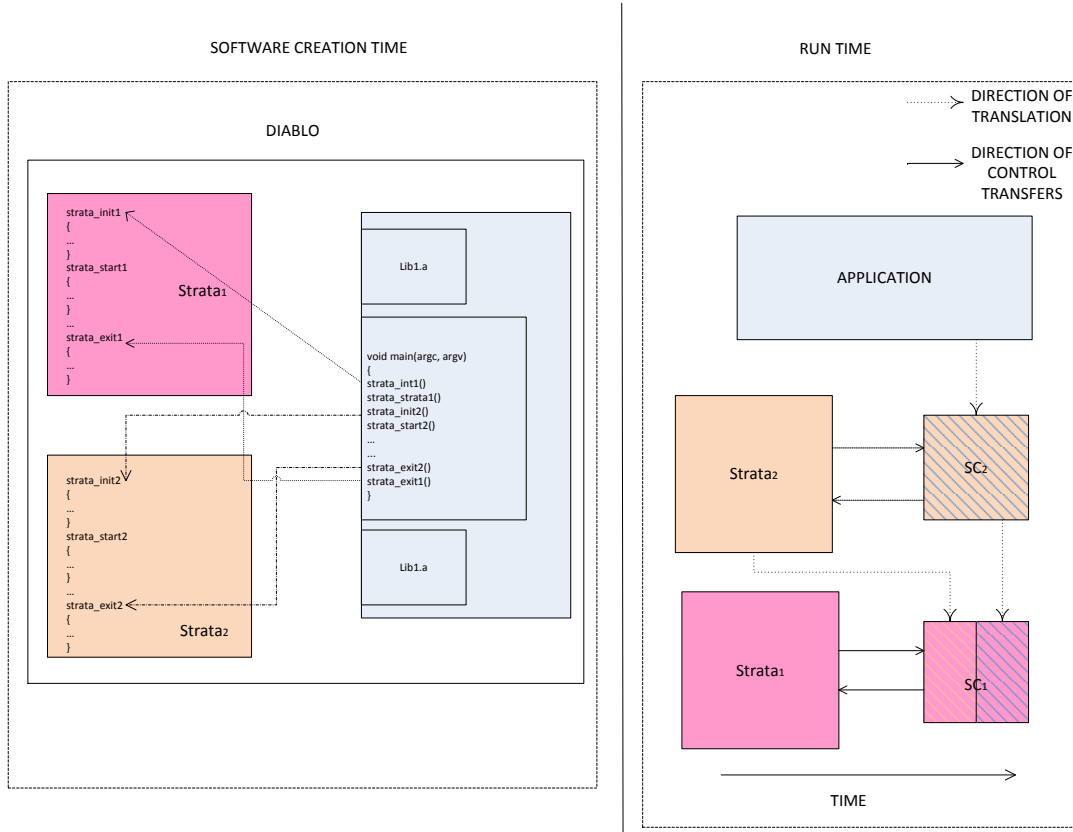 SOFTWARE CREATION TIME
DIABLO
strata_init1
{
...
}
strata_start1
{
...
}
...
strata_exit1
{
...
}
Strata1
strata_init2
{
...
}
strata_start2
{
...
}
...
strata_exit2
{
...
}
Strata2
Lib1.a
void main(argc, argv)
{
strata_int1()
strata_strata1()
strata_init2()
strata_start2()
...
...
strata_exit2()
strata_exit1()
}
Lib1.a
RUN TIME
DIRECTION OF
TRANSLATION
DIRECTION OF
CONTROL
TRANSFERS
APPLICATION
Strata2
SC2
Strata1
SC1
TIME